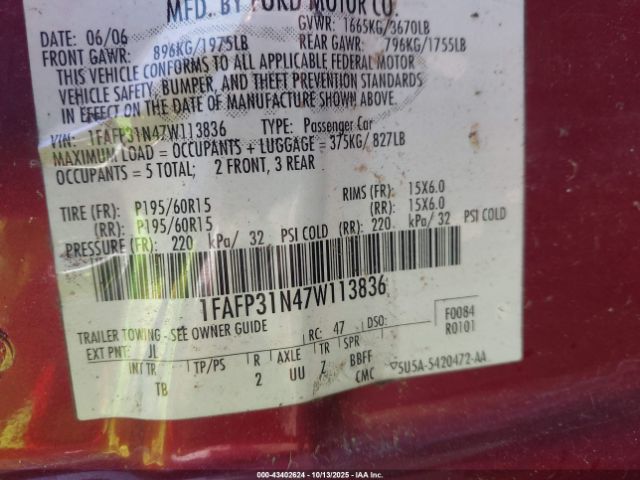 MFD. BY FORD MOTOR CO.
DATE: 06/06 GVWR: 1665KG/3670LB
FRONT GAWR: 896KG/1975LB REAR GAWR: 796KG/1755LB
THIS VEHICLE CONFORMS TO ALL APPLICABLE FEDERAL MOTOR
VEHICLE SAFETY, BUMPER, AND THEFT PREVENTION STANDARDS
IN EFFECT ON THE DATE OF MANUFACTURE SHOWN ABOVE.
VIN: 1FAFP31N47W113836 TYPE: Passenger Car
MAXIMUM LOAD = OCCUPANTS + LUGGAGE = 375KG/ 827LB
OCCUPANTS = 5 TOTAL; 2 FRONT, 3 REAR
TIRE (FR): P195/60R15 RIMS (FR): 15X6.0
(RR): P195/60R15 (RR): 15X6.0
PRESSURE (FR): 220 kPa/ 32 PSI COLD (RR): 220 kPa/ 32 PSI COLD
1FAFP31N47W113836
TRAILER TOWING - SEE OWNER GUIDE RC: 47 DSO: F0084
EXT PNT: JL R0101
INT TR TP/PS R AXLE TR SPR
TB 2 UU Z BBFF
CMC 5U5A-5420472-AA
000-43402624 - 10/13/2025 - IAAI.COM